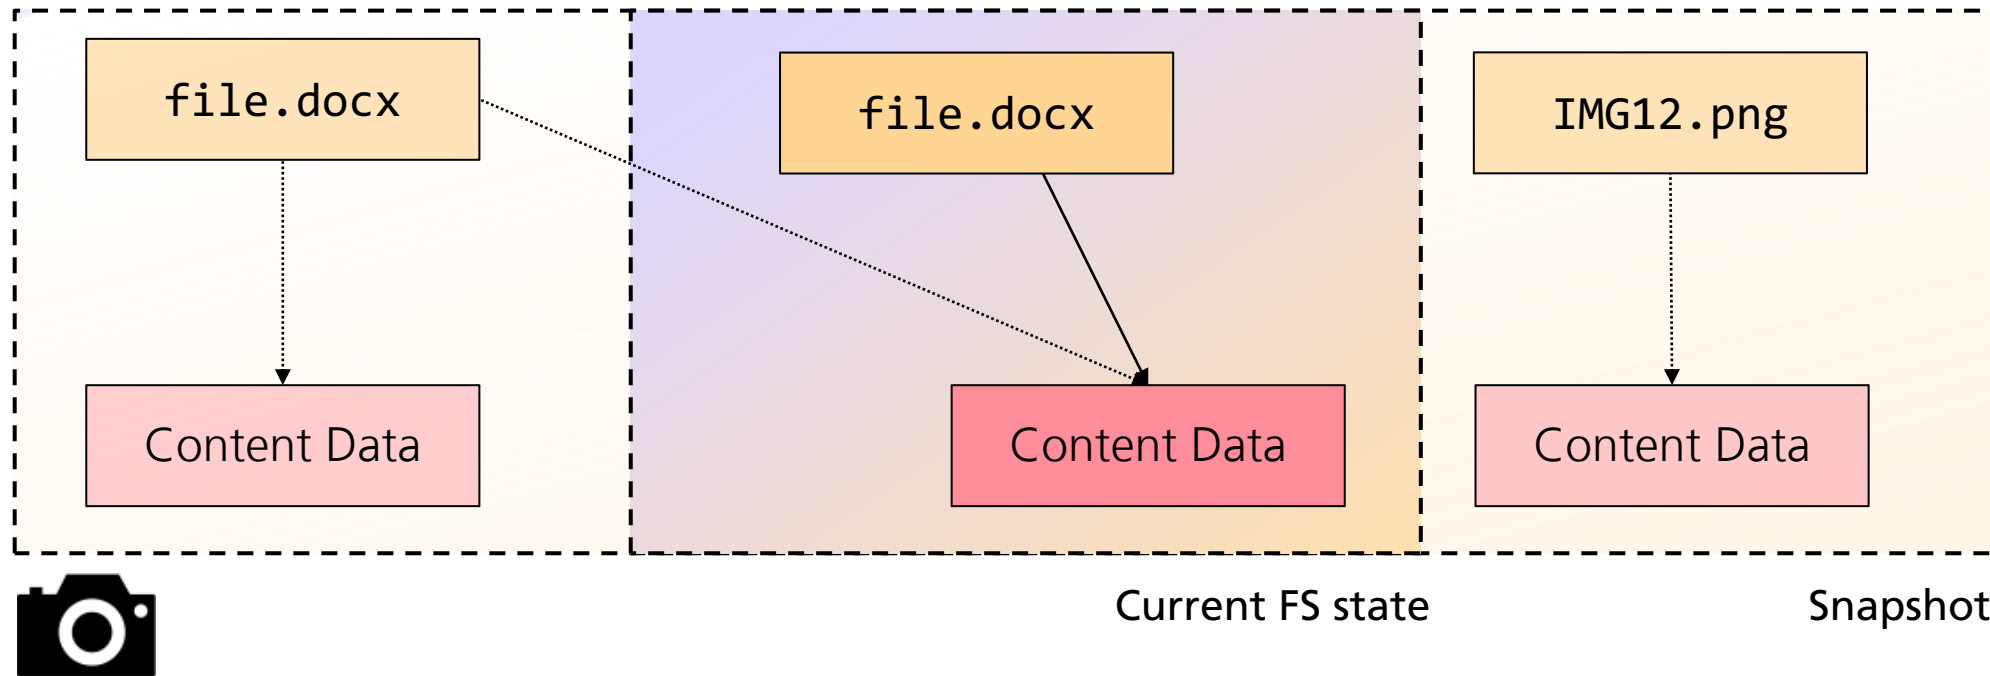 file.docx
file.docx
IMG12.png
Content Data
Content Data
Content Data
Current FS state
Snapshot